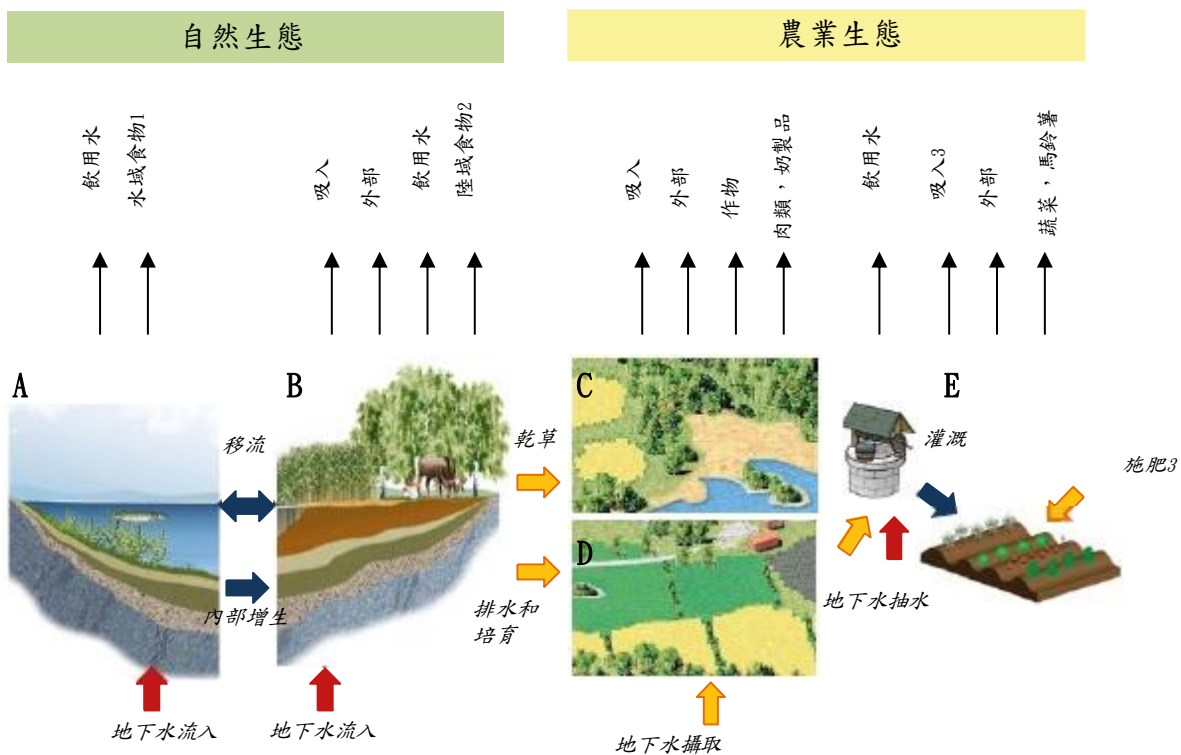 自然生態
農業生態
飲用水
水域食物1
吸入
外部
飲用水
陸域食物2
吸入
外部
作物
肉類，奶製品
飲用水
吸入3
外部
蔬菜，馬鈴薯
A
B
C
E
移流
乾草
灌溉
施肥3
D
內部增生
排水和
培育
地下水抽水
地下水流入
地下水流入
地下水攝取